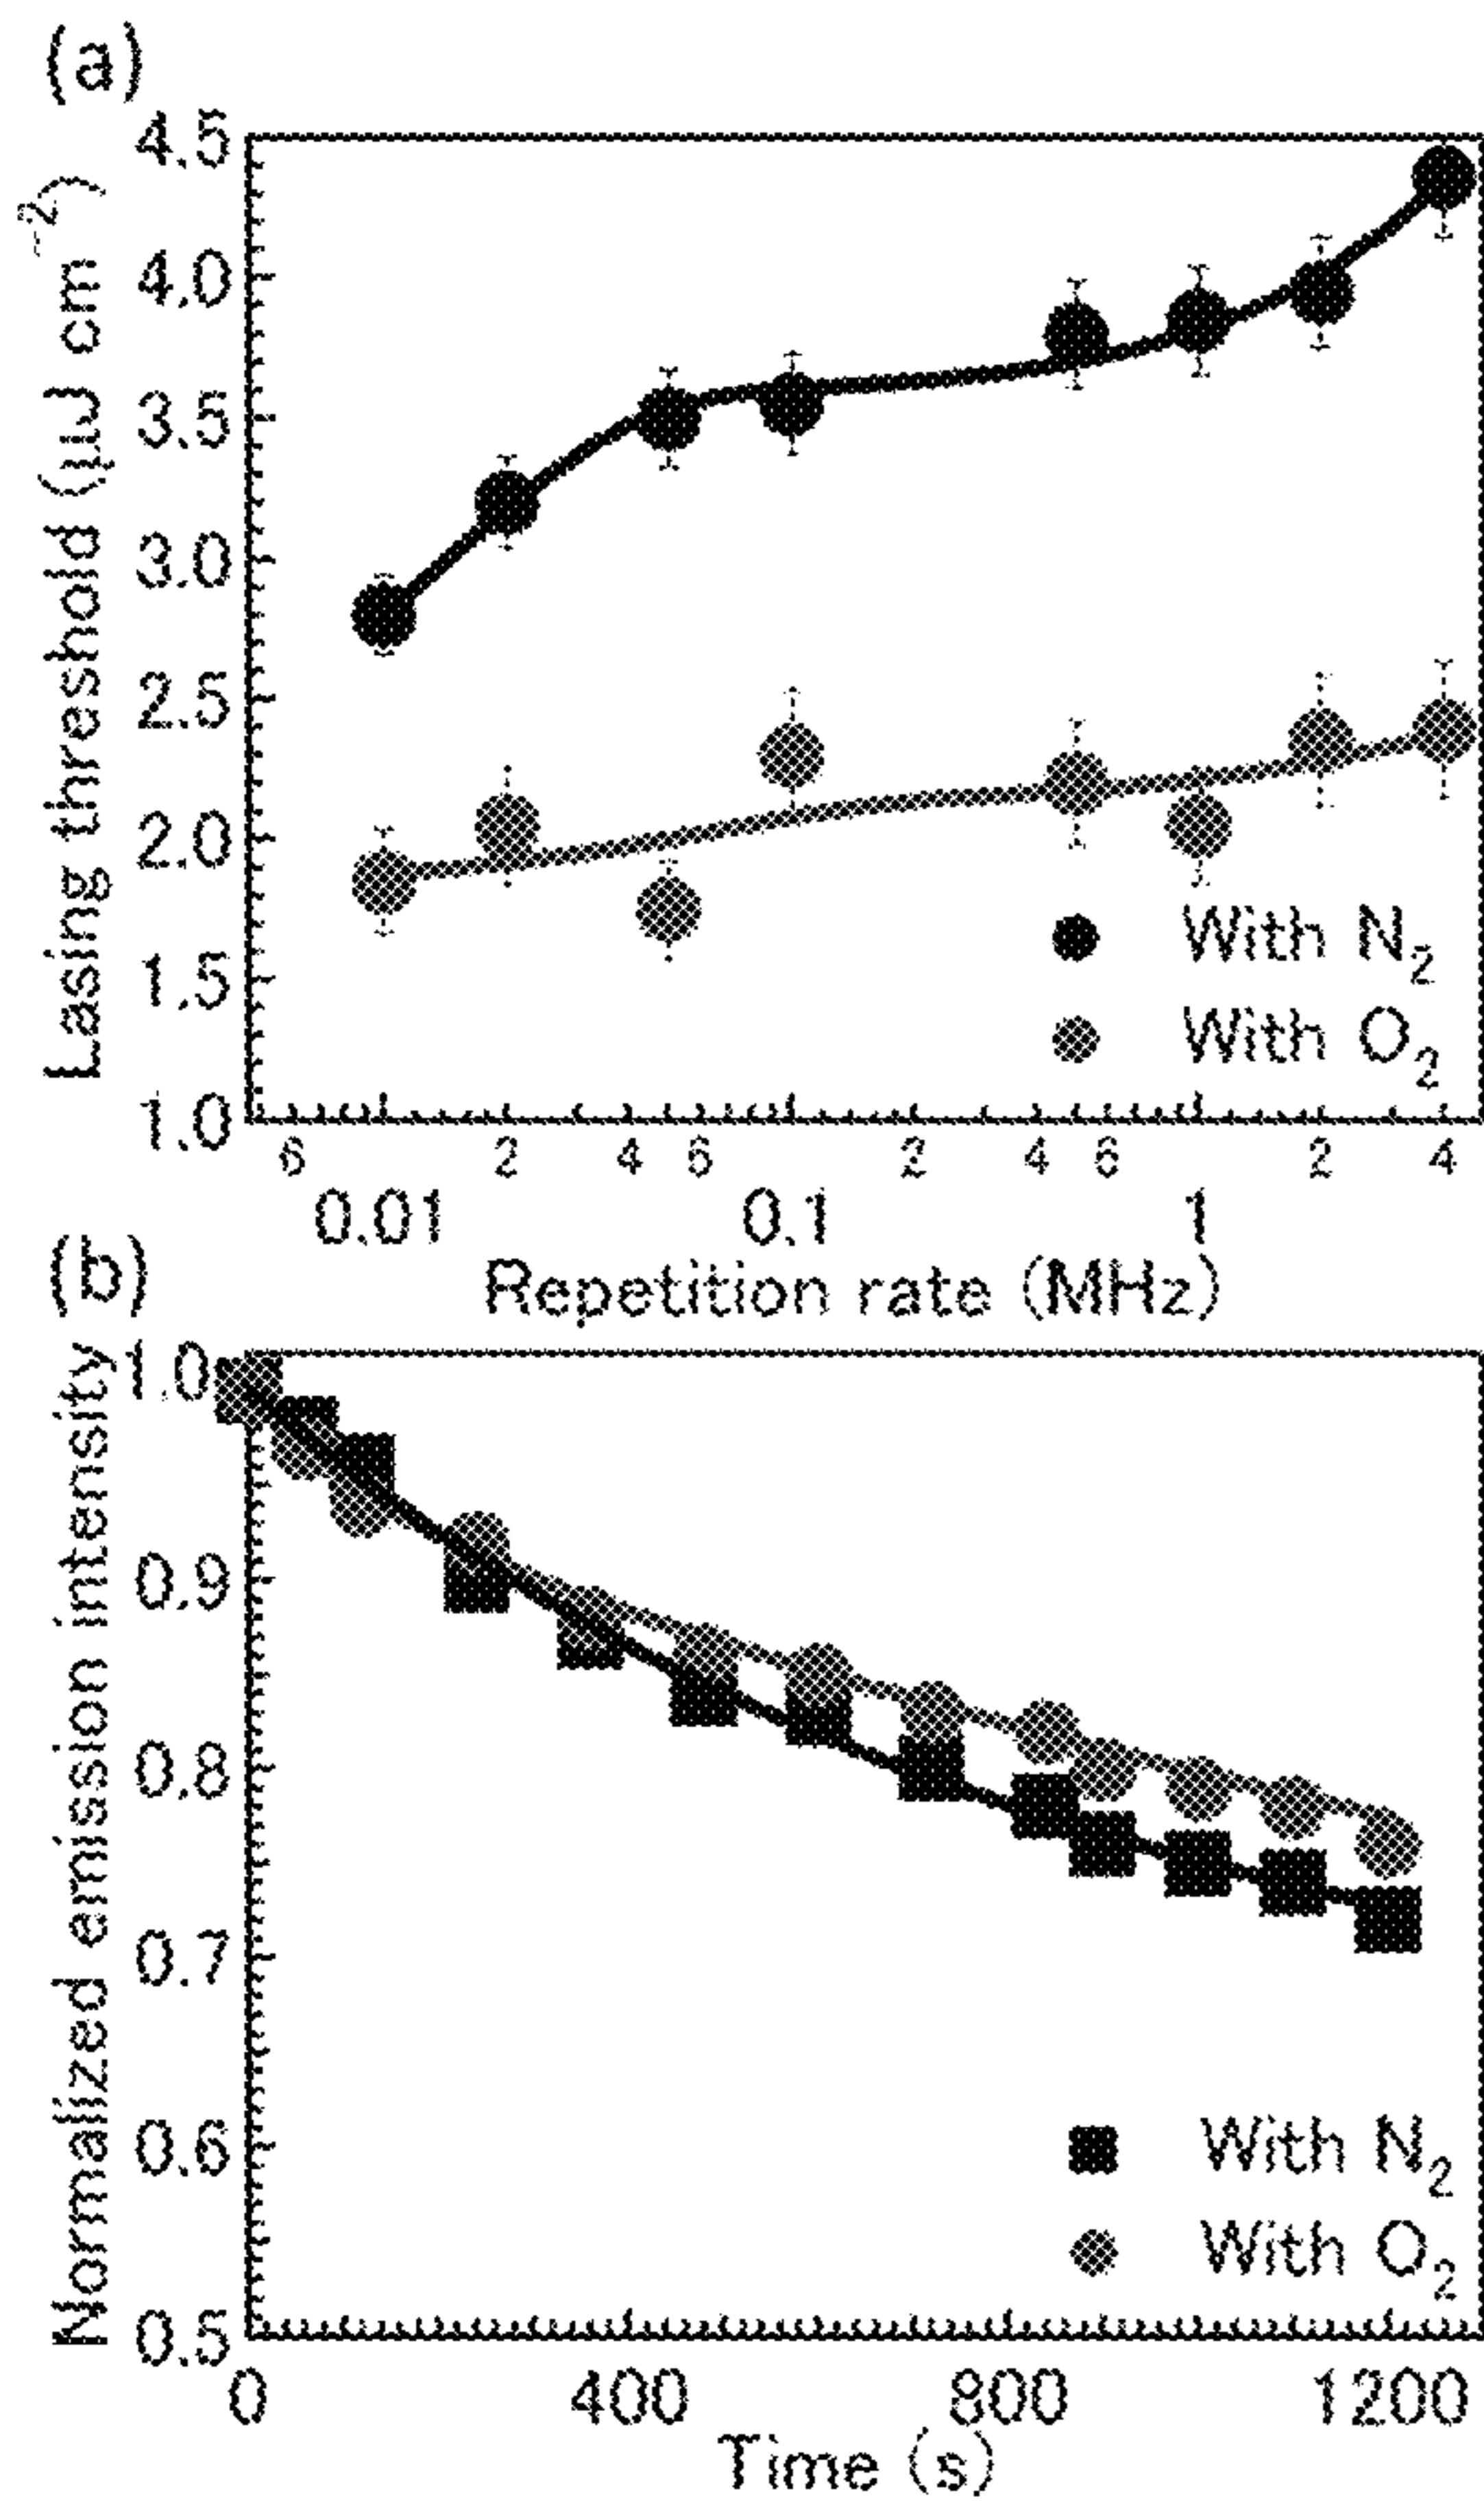 (a)
Lasing threshold (μJ cm⁻²)
4.5
4.0
3.5
3.0
2.5
2.0
1.5
1.0
With N₂
With O₂
6 2 4 6 2 4 6 2 4
0.01 0.1 1
Repetition rate (MHz)
(b)
Normalized emission intensity
1.0
0.9
0.8
0.7
0.6
0.5
With N₂
With O₂
0 400 800 1200
Time (s)